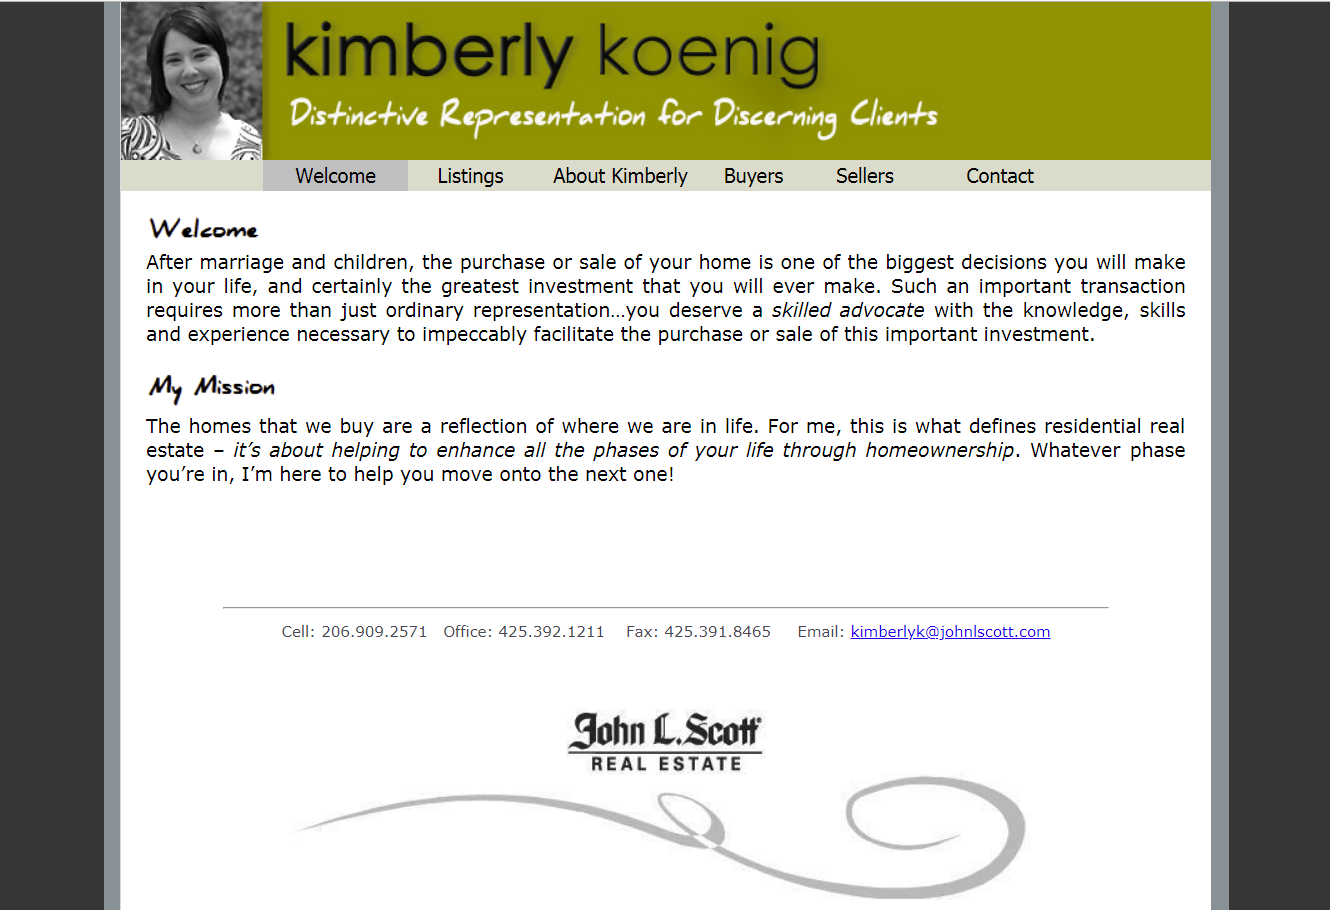 kimberly koenig
Distinctive Representation for Discerning Clients
Welcome Listings About Kimberly Buyers Sellers Contact
Welcome
After marriage and children, the purchase or sale of your home is one of the biggest decisions you will make
in your life, and certainly the greatest investment that you will ever make. Such an important transaction
requires more than just ordinary representation…you deserve a skilled advocate with the knowledge, skills
and experience necessary to impeccably facilitate the purchase or sale of this important investment.
My Mission
The homes that we buy are a reflection of where we are in life. For me, this is what defines residential real
estate – it’s about helping to enhance all the phases of your life through homeownership. Whatever phase
you’re in, I’m here to help you move onto the next one!
Cell: 206.909.2571 Office: 425.392.1211 Fax: 425.391.8465 Email: kimberlyk@johnlscott.com
John L. Scott
REAL ESTATE